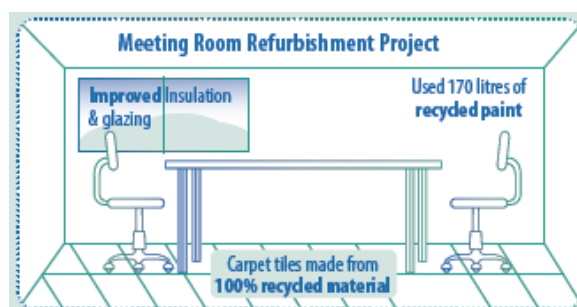 Meeting Room Refurbishment Project
Improved Insulation
& glazing
Used 170 litres of
recycled paint
Carpet tiles made from
100% recycled material